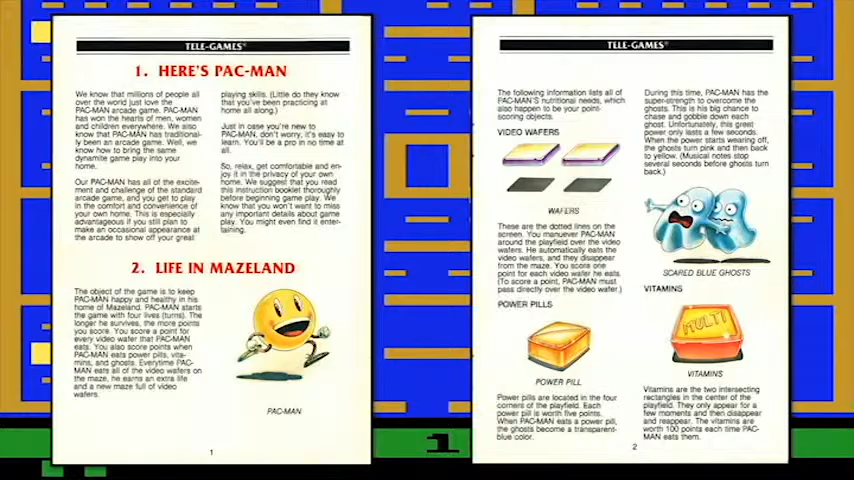 TELE-GAMES®
1. HERE'S PAC-MAN
We know that millions of people all
over the world just love the
PAC-MAN arcade game. PAC-MAN
has won the hearts of men, women
and children everywhere. We also
know that PAC-MAN has traditional-
ly been an arcade game. Well, we
know how to bring the same
dynamite game play into your
home.
Our PAC-MAN has all of the excite-
ment and challenge of the standard
arcade game, and you get to play
in the comfort and convenience of
your own home. This is especially
advantageous if you still plan to
make an occasional appearance at
the arcade to show off your great
playing skills. (Little do they know
that you've been practicing at
home all along.)
Just in case you're new to
PAC-MAN, don't worry, it's easy to
learn. You'll be a pro in no time at
all.
So, relax, get comfortable and en-
joy it in the privacy of your own
home. We suggest that you read
this instruction booklet thoroughly
before beginning game play. We
know that you won't want to miss
any important details about game
play. You might even find it enter-
taining.
2. LIFE IN MAZELAND
The object of the game is to keep
PAC-MAN happy and healthy in his
home of Mazeland. PAC-MAN starts
the game with four lives (turns). The
longer he survives, the more points
you score. You score a point for
every video wafer that PAC-MAN
eats. You also score points when
PAC-MAN eats power pills, vita-
mins, and ghosts. Everytime PAC-
MAN eats all of the video wafers on
the maze, he earns an extra life
and a new maze full of video
wafers.
PAC-MAN
1
TELE-GAMES®
The following information lists all of
PAC-MAN'S nutritional needs, which
also happen to be your point-
scoring objects.
VIDEO WAFERS
WAFERS
These are the dotted lines on the
screen. You manuever PAC-MAN
around the playfield over the video
wafers. He automatically eats the
video wafers, and they disappear
from the maze. You score one
point for each video wafer he eats.
(To score a point, PAC-MAN must
pass directly over the video wafer.)
POWER PILLS
POWER PILL
Power pills are located in the four
corners of the playfield. Each
power pill is worth five points.
When PAC-MAN eats a power pill,
the ghosts become a transparent-
blue color.
During this time, PAC-MAN has the
super-strength to overcome the
ghosts. This is his big chance to
chase and gobble down each
ghost. Unfortunately, this great
power only lasts a few seconds.
When the power starts wearing off,
the ghosts turn pink and then back
to yellow. (Musical notes stop
several seconds before ghosts turn
back.)
SCARED BLUE GHOSTS
VITAMINS
MULTI
VITAMINS
Vitamins are the two intersecting
rectangles in the center of the
playfield. They only appear for a
few moments and then disappear
and reappear. The vitamins are
worth 100 points each time PAC-
MAN eats them.
2
1